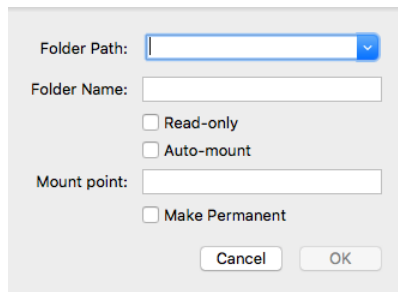 Folder Path:
Folder Name:
Read-only
Auto-mount
Mount point:
Make Permanent
Cancel OK